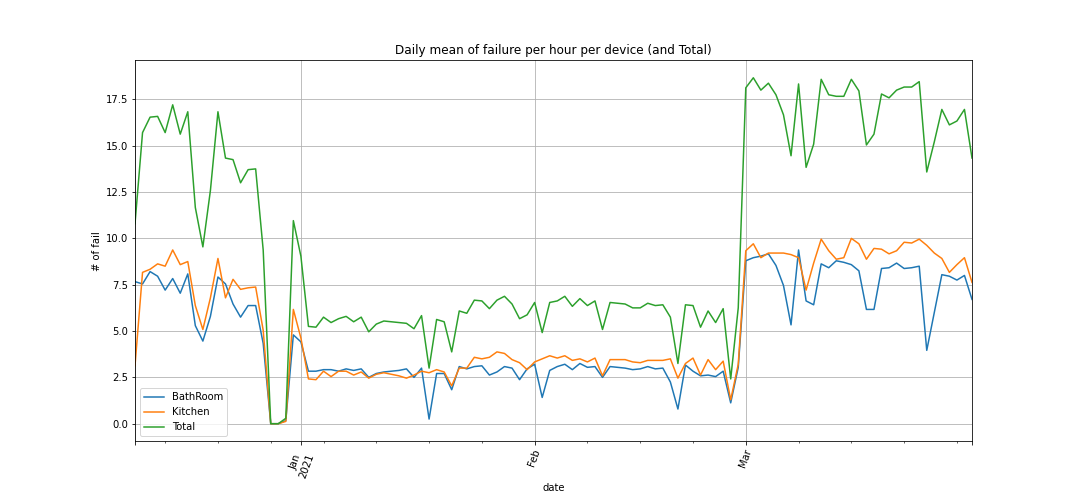 Daily mean of failure per hour per device (and Total)
# of fail
17.5
15.0
12.5
10.0
7.5
5.0
2.5
0.0
BathRoom
Kitchen
Total
Jan
2021
Feb
Mar
date